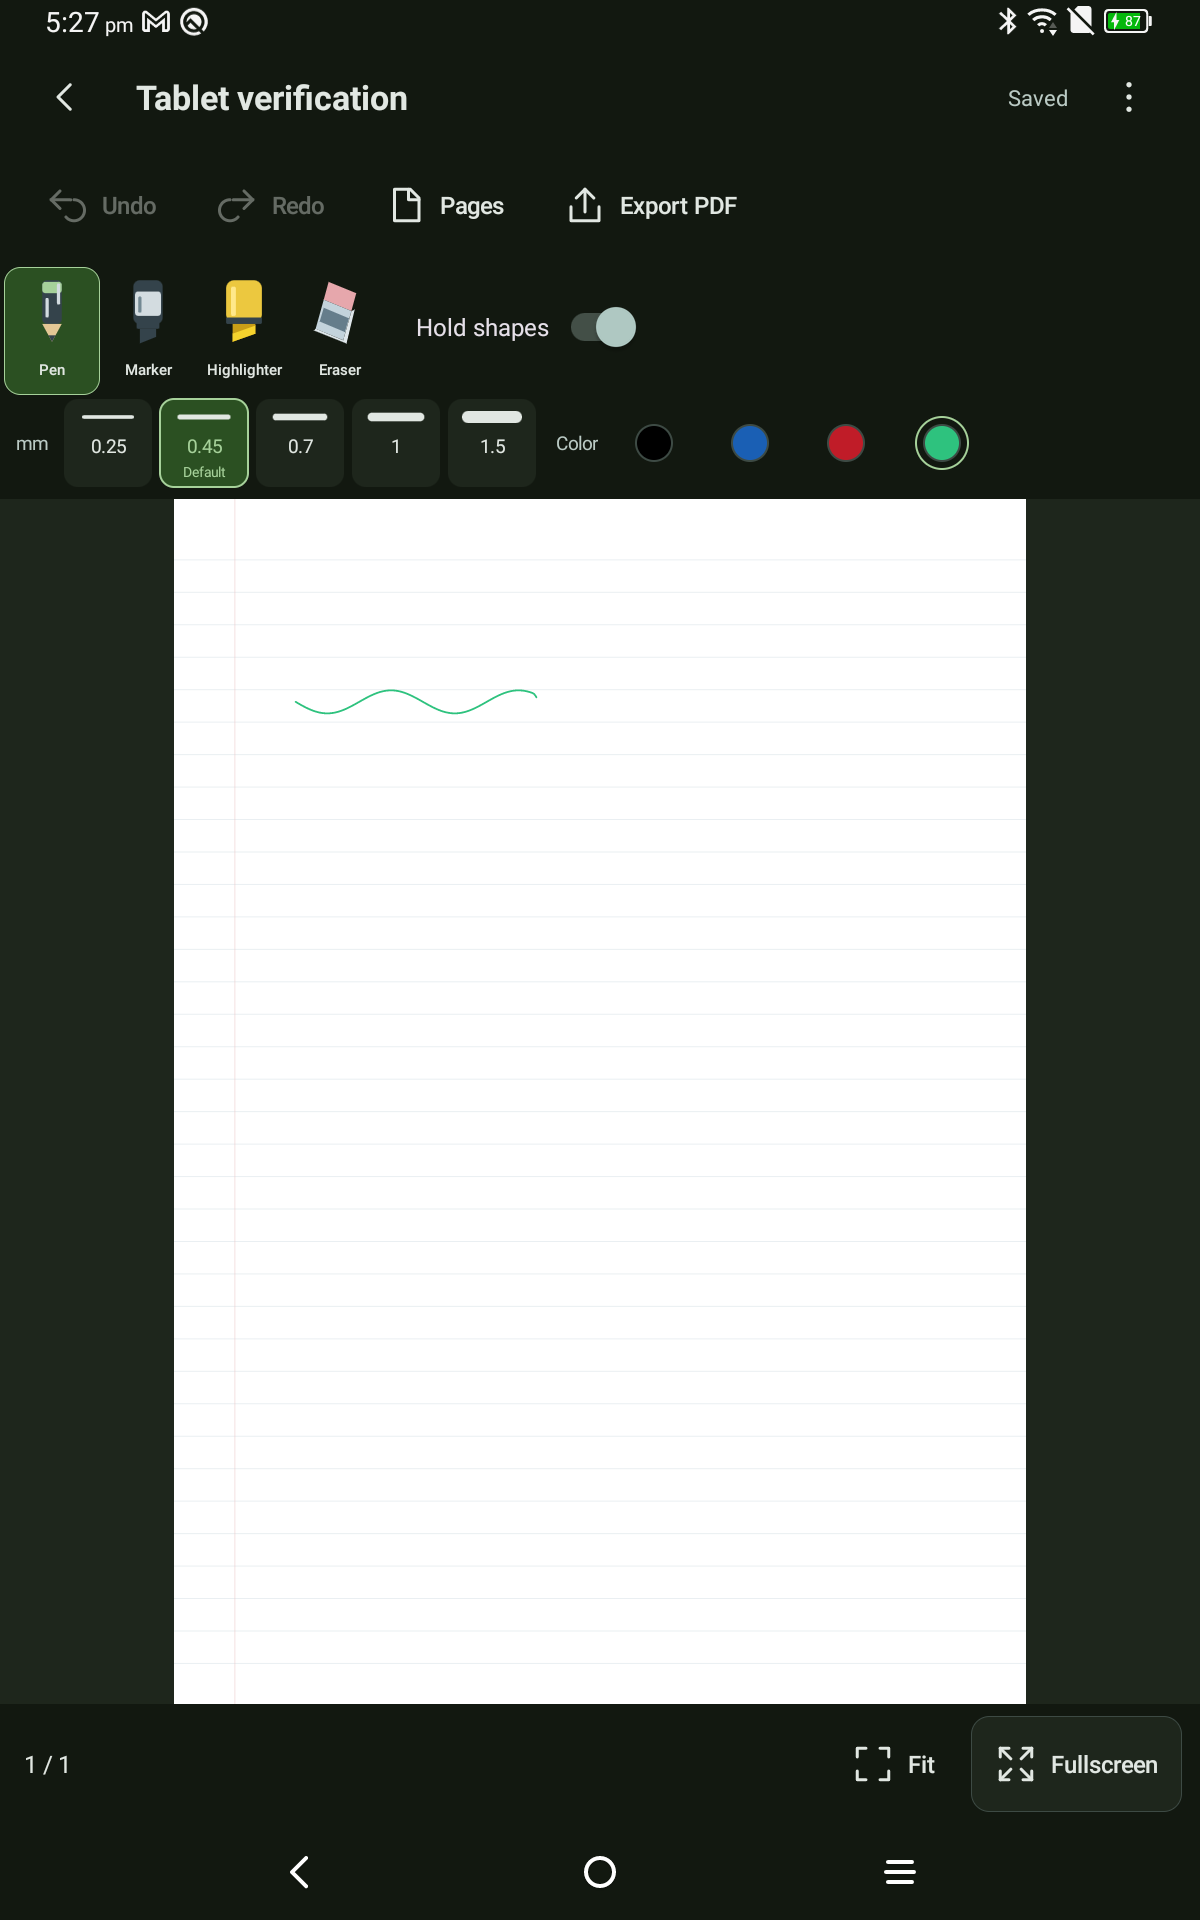 5:27 pm 87
Tablet verification Saved
Undo Redo Pages Export PDF
Pen Marker Highlighter Eraser Hold shapes
mm 0.25 0.45 0.7 1 1.5 Color
Default
1 / 1 Fit Fullscreen